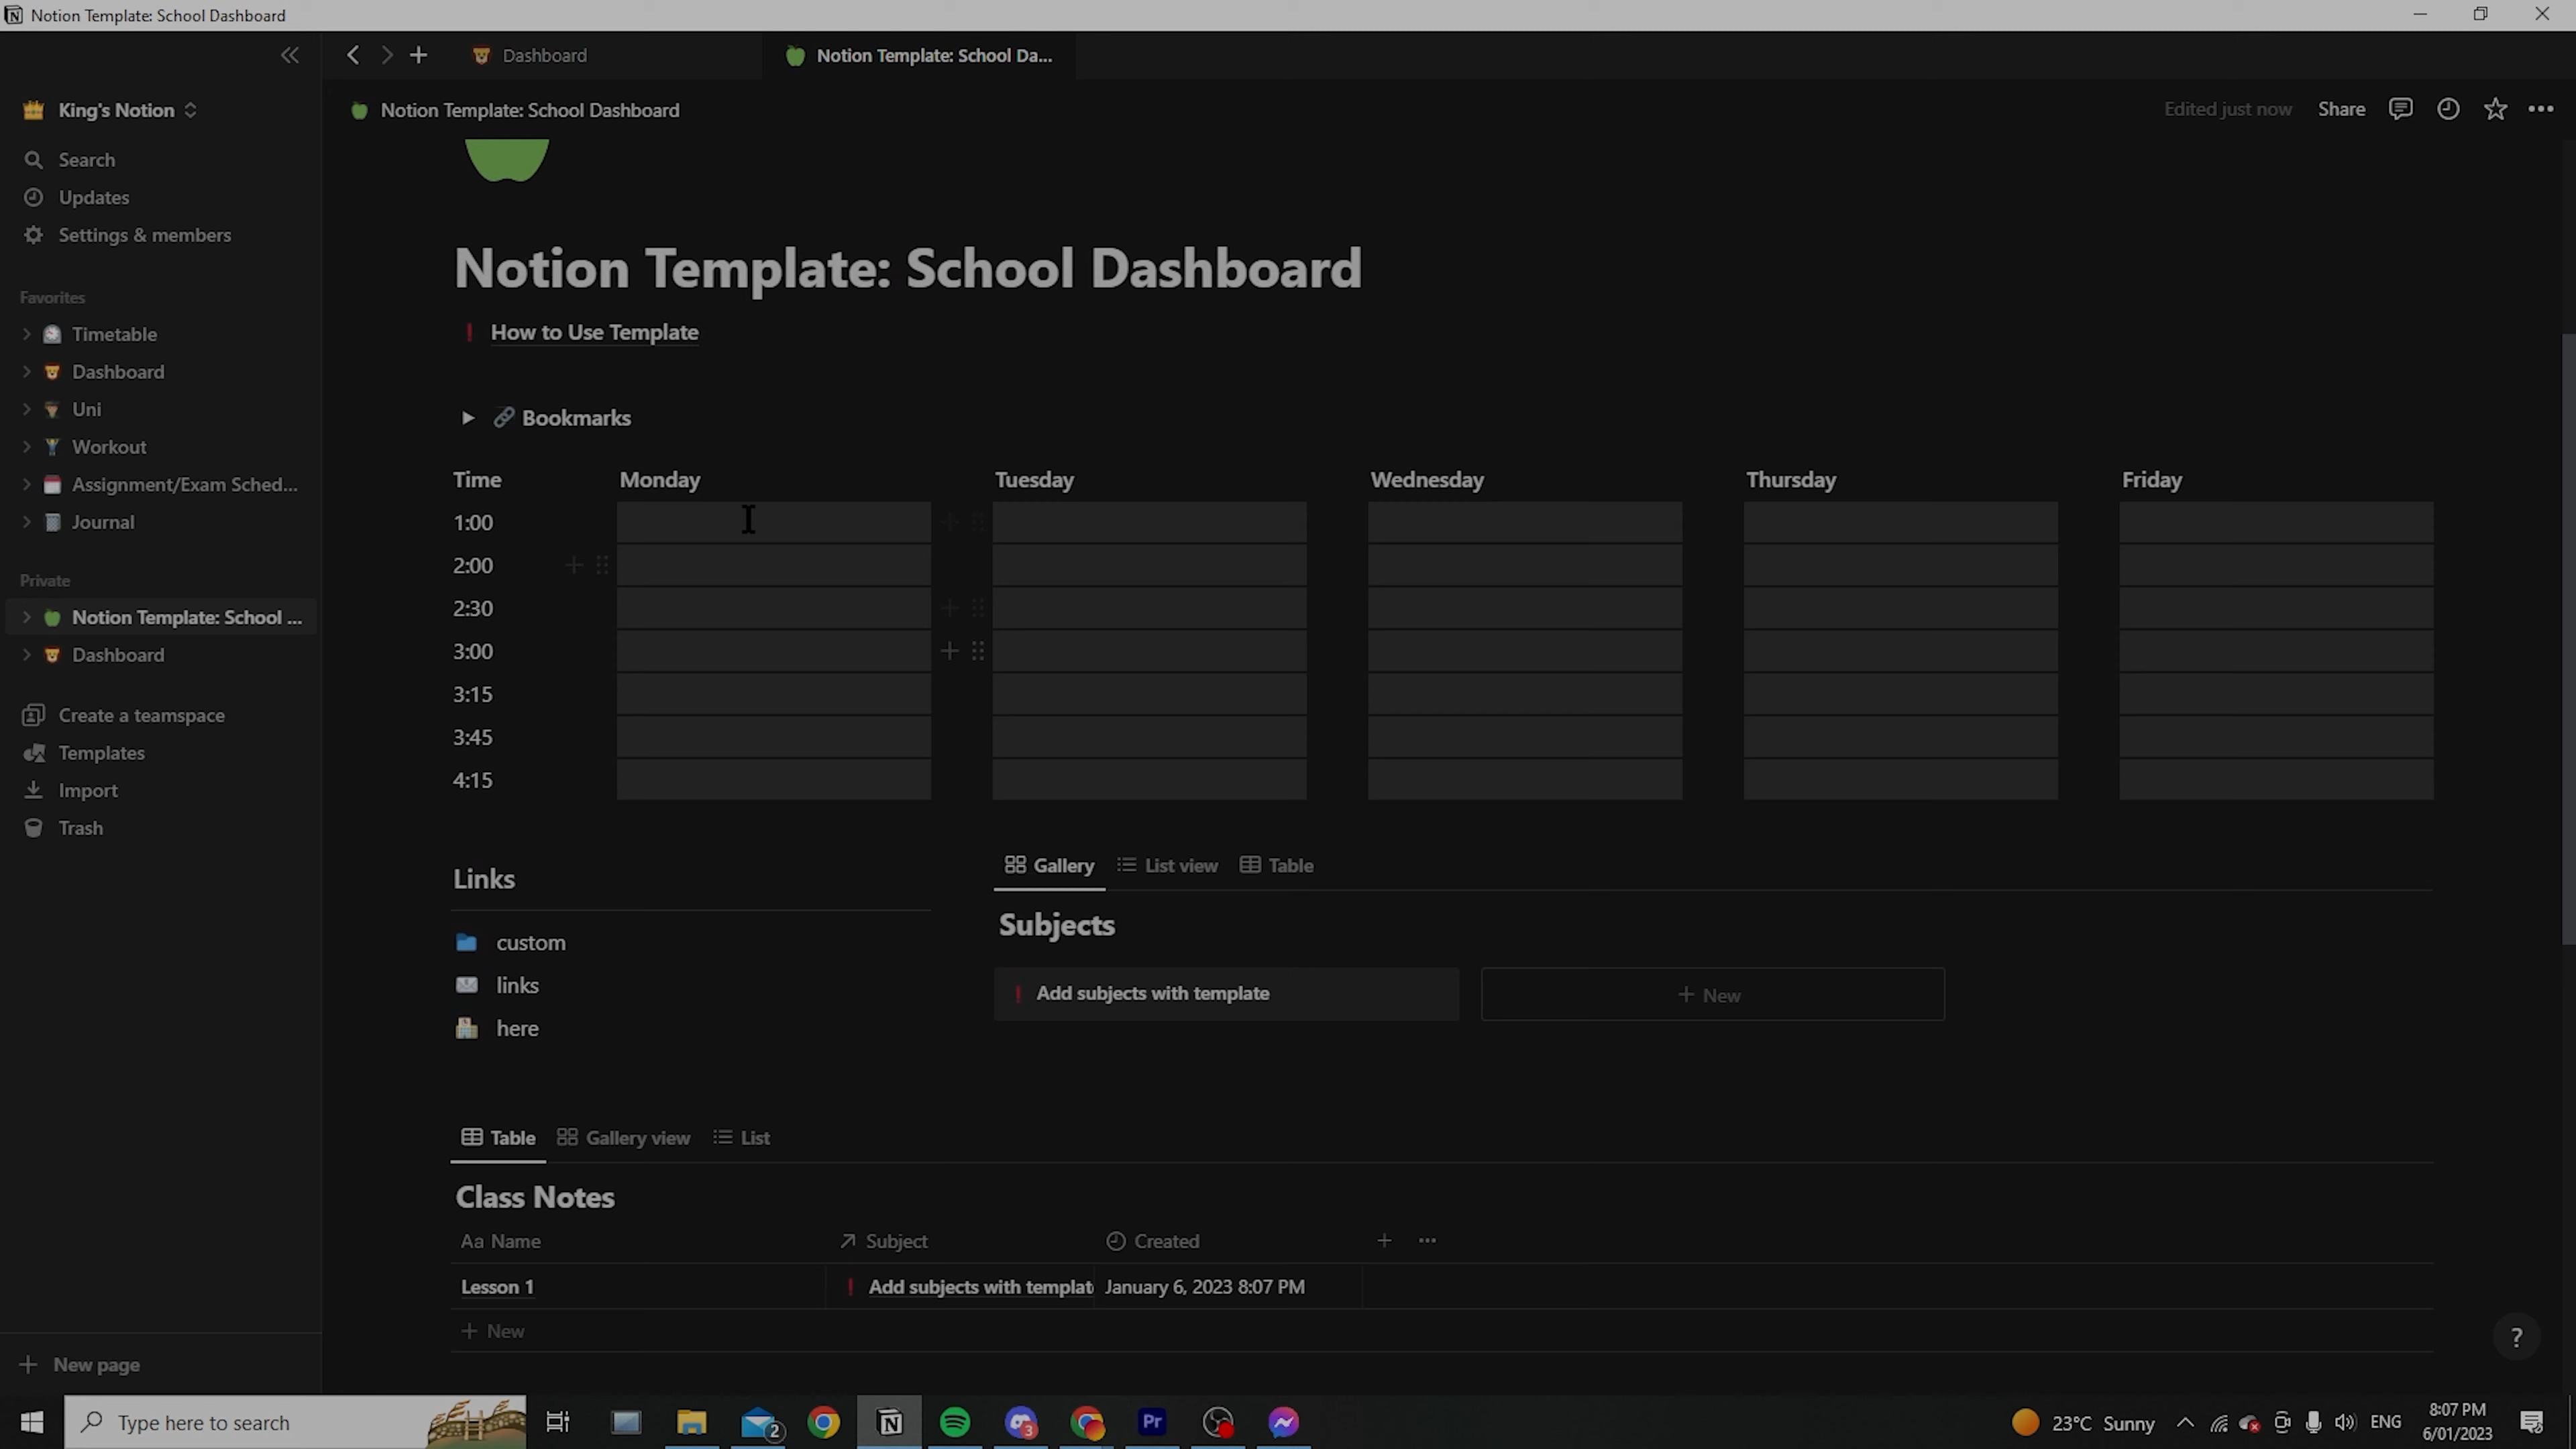 Notion Template: School Dashboard
Dashboard
Notion Template: School Da...
King's Notion
Notion Template: School Dashboard
Edited just now
Share
Search
Updates
Settings & members
Favorites
Timetable
Dashboard
Uni
Workout
Assignment/Exam Sched...
Journal
Private
Notion Template: School ...
Dashboard
Create a teamspace
Templates
Import
Trash
New page
Notion Template: School Dashboard
How to Use Template
Bookmarks
Time Monday Tuesday Wednesday Thursday Friday
1:00
2:00
2:30
3:00
3:15
3:45
4:15
Links
custom
links
here
Gallery List view Table
Subjects
Add subjects with template
+ New
Table Gallery view List
Class Notes
Aa Name Subject Created
Lesson 1 Add subjects with templat January 6, 2023 8:07 PM
+ New
?
Type here to search
2
N
3
Pr
23°C Sunny
ENG
8:07 PM
6/01/2023